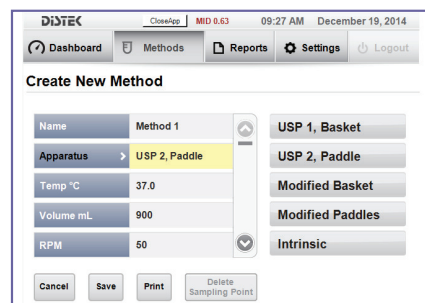 DISTEK CloseApp MID 0.63 09:27 AM December 19, 2014
Dashboard Methods Reports Settings Logout
Create New Method
Name Method 1 USP 1, Basket
Apparatus > USP 2, Paddle USP 2, Paddle
Temp °C 37.0 Modified Basket
Volume mL 900 Modified Paddles
RPM 50 Intrinsic
Cancel Save Print Delete
Sampling Point